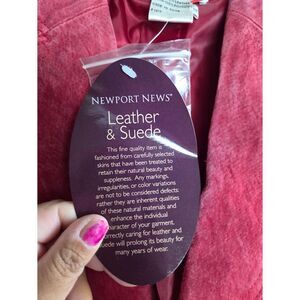 NEWPORT NEWS®
Leather
& Suede
This fine quality item is
fashioned from carefully selected
skins that have been treated to
retain their natural beauty and
suppleness. Any markings,
irregularities, or color variations
are not to be considered defects:
rather they are inherent qualities
of these natural materials and
enhance the individual
character of your garment.
Correctly caring for leather and
suede will prolong its beauty for
many years of wear.